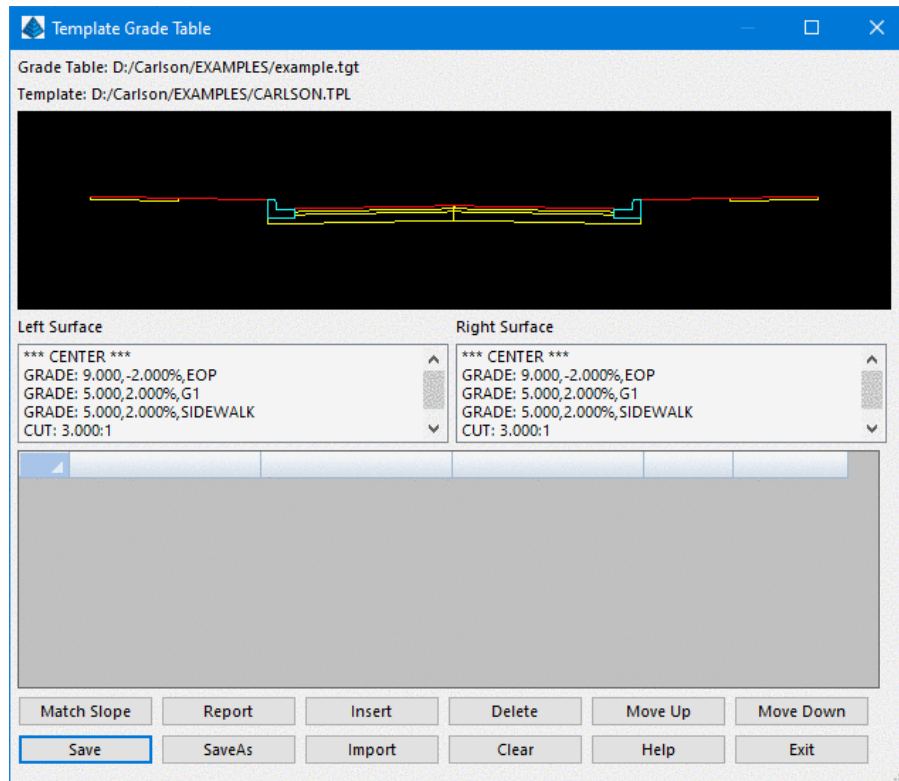 Template Grade Table
Grade Table: D:/Carlson/EXAMPLES/example.tgt
Template: D:/Carlson/EXAMPLES/CARLSON.TPL
Left Surface
Right Surface
*** CENTER ***
GRADE: 9.000,-2.000%,EOP
GRADE: 5.000,2.000%,G1
GRADE: 5.000,2.000%,SIDEWALK
CUT: 3.000:1
*** CENTER ***
GRADE: 9.000,-2.000%,EOP
GRADE: 5.000,2.000%,G1
GRADE: 5.000,2.000%,SIDEWALK
CUT: 3.000:1
Match Slope
Report
Insert
Delete
Move Up
Move Down
Save
SaveAs
Import
Clear
Help
Exit